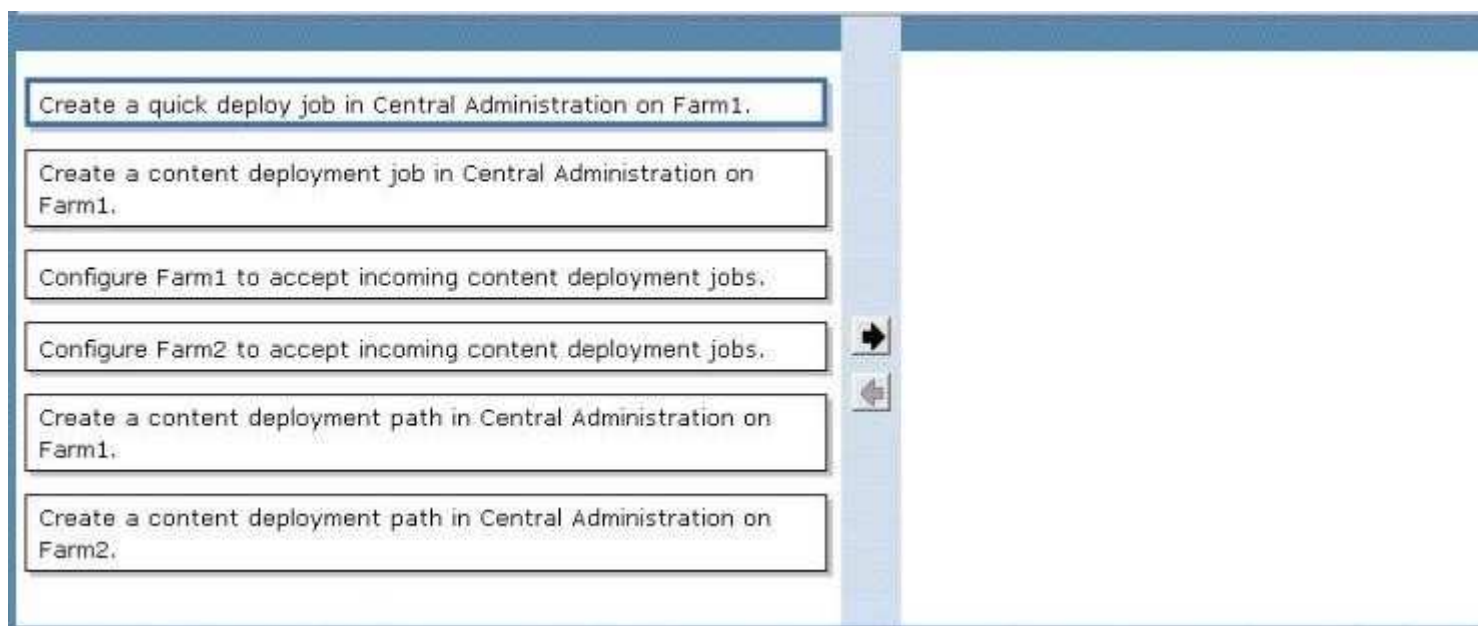 Create a quick deploy job in Central Administration on Farm1.
Create a content deployment job in Central Administration on
Farm1.
Configure Farm1 to accept incoming content deployment jobs.
Configure Farm2 to accept incoming content deployment jobs.
Create a content deployment path in Central Administration on
Farm1.
Create a content deployment path in Central Administration on
Farm2.